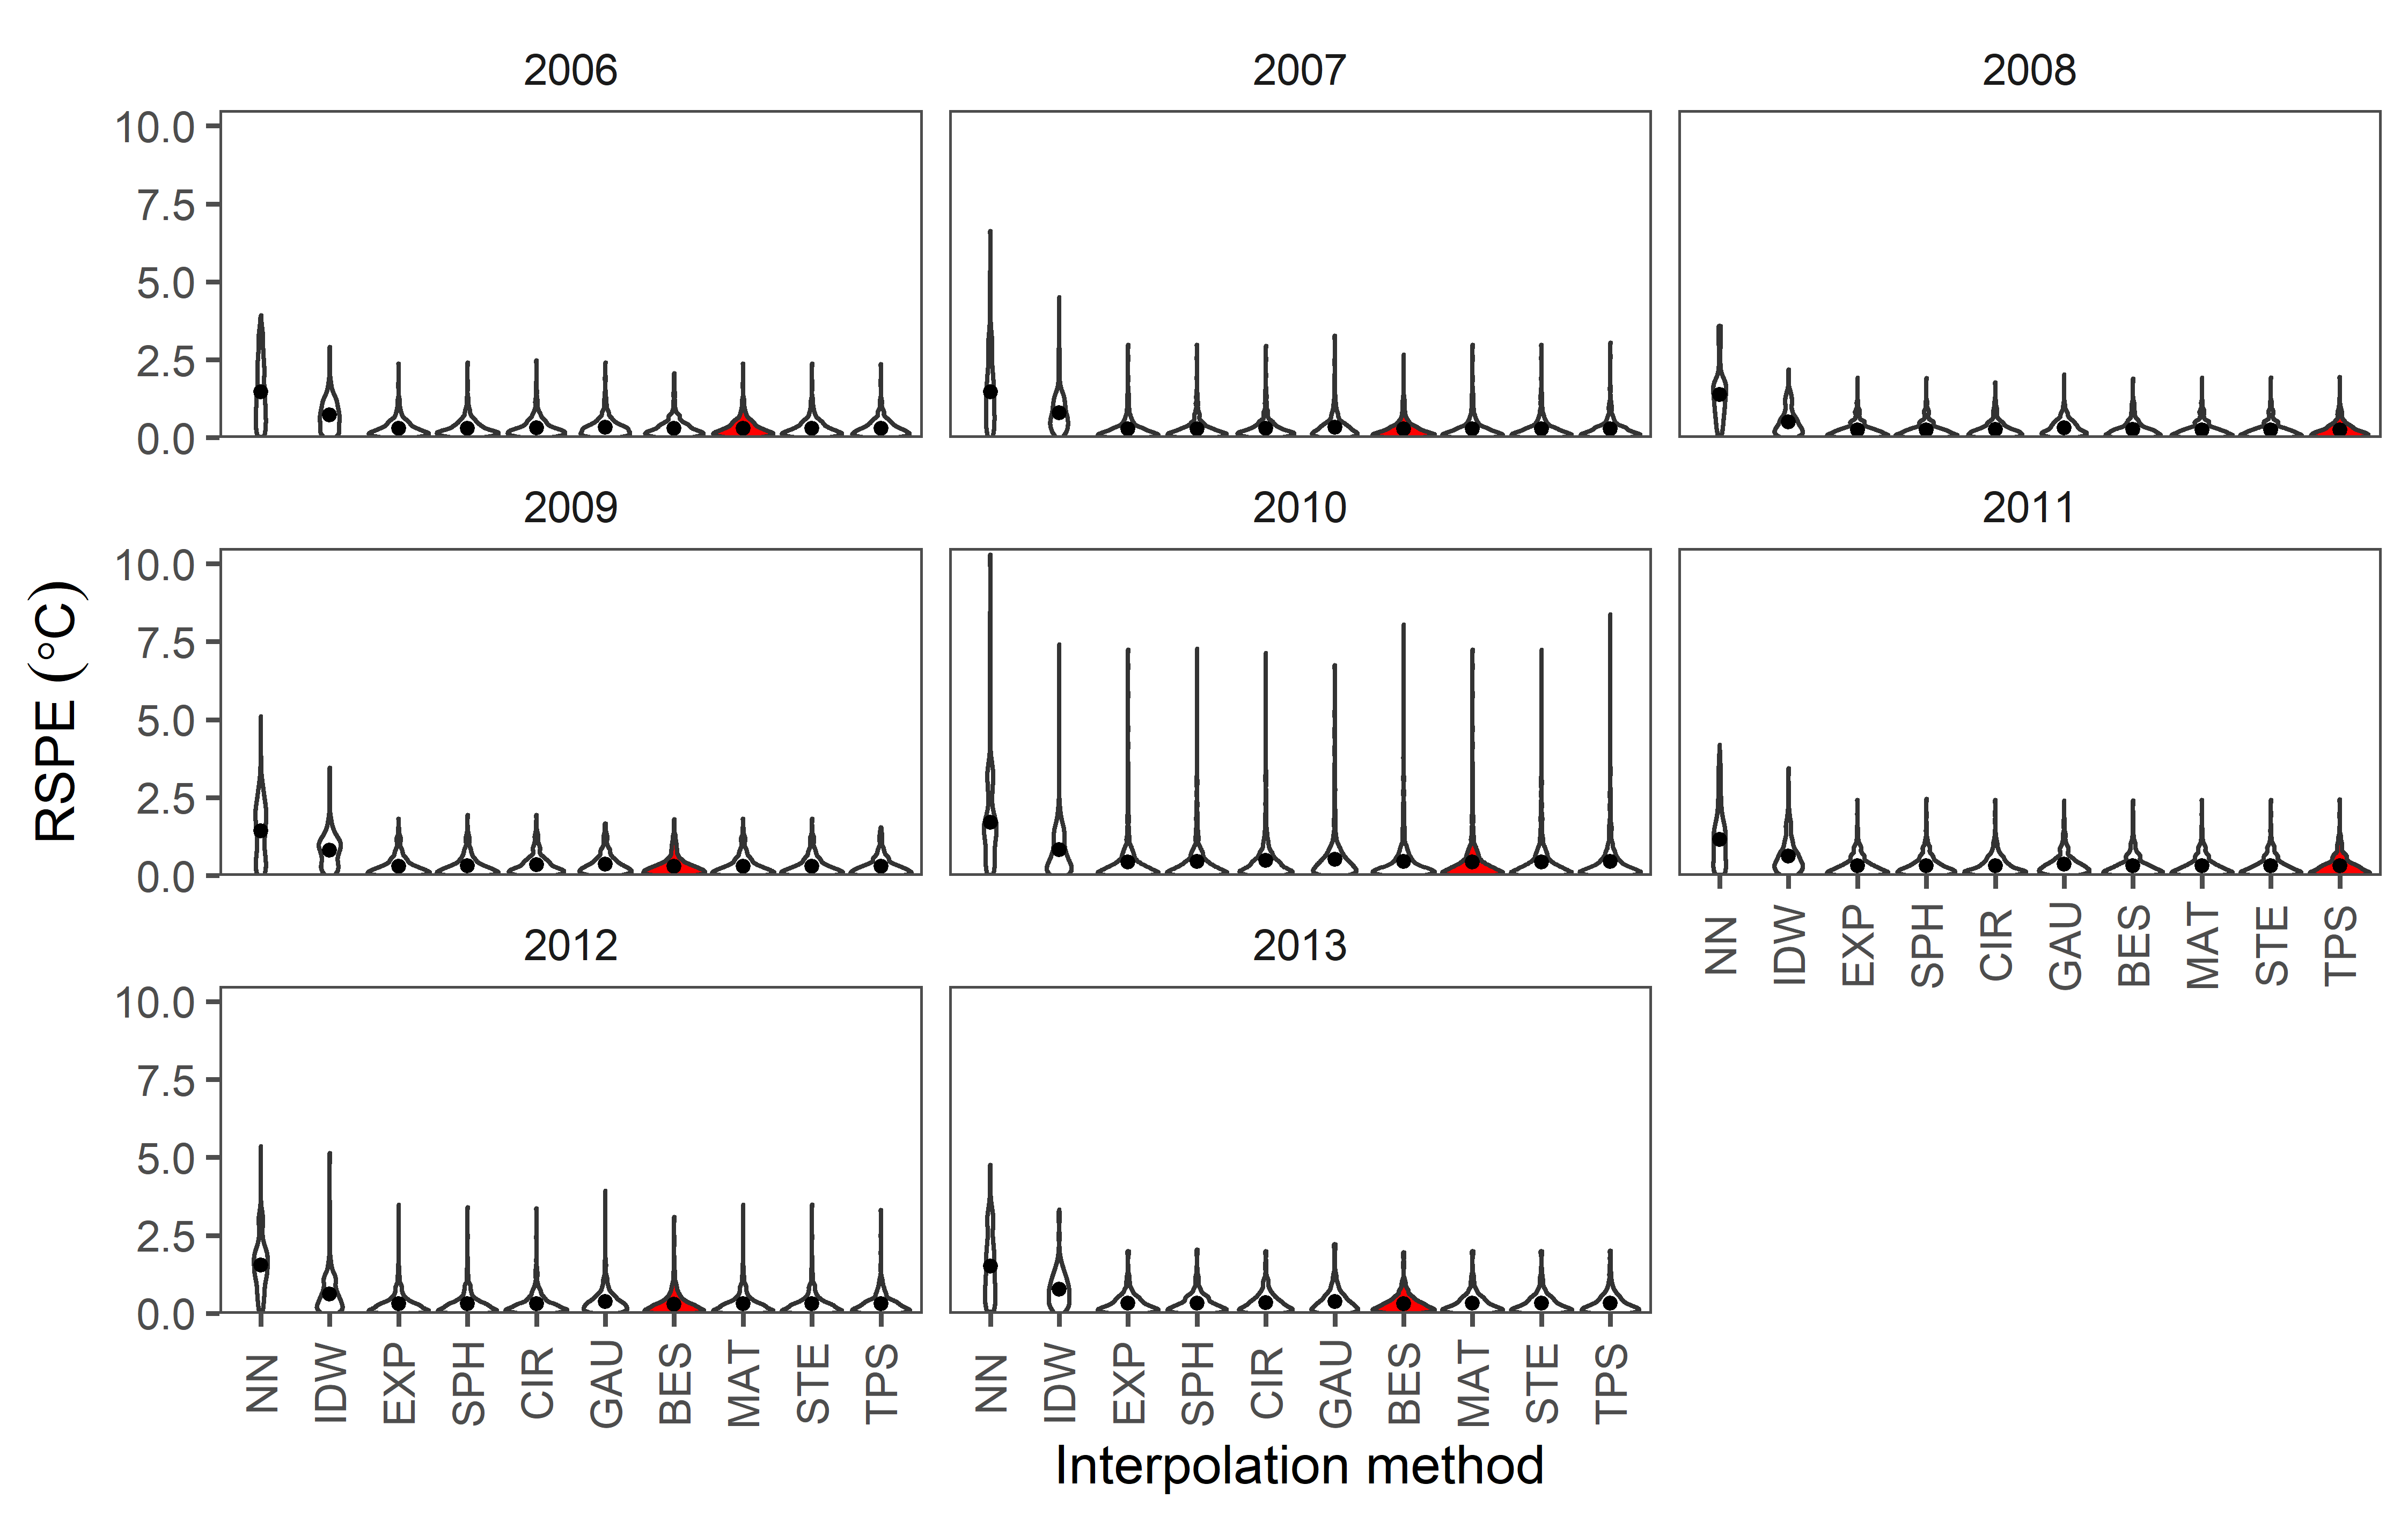 2006 2007 2008
10.0
7.5
5.0
2.5
0.0
2009 2010 2011
10.0
7.5
5.0
2.5
0.0
RSPE (°C)
NN IDW EXP SPH CIR GAU BES MAT STE TPS
2012 2013
10.0
7.5
5.0
2.5
0.0
NN IDW EXP SPH CIR GAU BES MAT STE TPS
NN IDW EXP SPH CIR GAU BES MAT STE TPS
Interpolation method